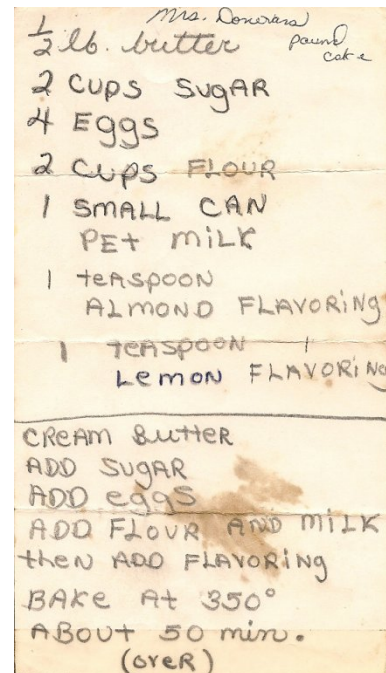 Mrs. Donerans
pound
cake
1/2 lb. butter
2 CUPS SUGAR
4 EGGS
2 CUPS FLOUR
1 SMALL CAN
PET MILK
1 teASPOON
ALMOND FLAVORING
1 teASPOON
LEMON FLAVORING
CREAM BUTTER
ADD SUGAR
ADD eggs
ADD FLOUR AND MILK
then ADD FLAVORING
BAKE At 350°
ABOUT 50 min.
(oveR)